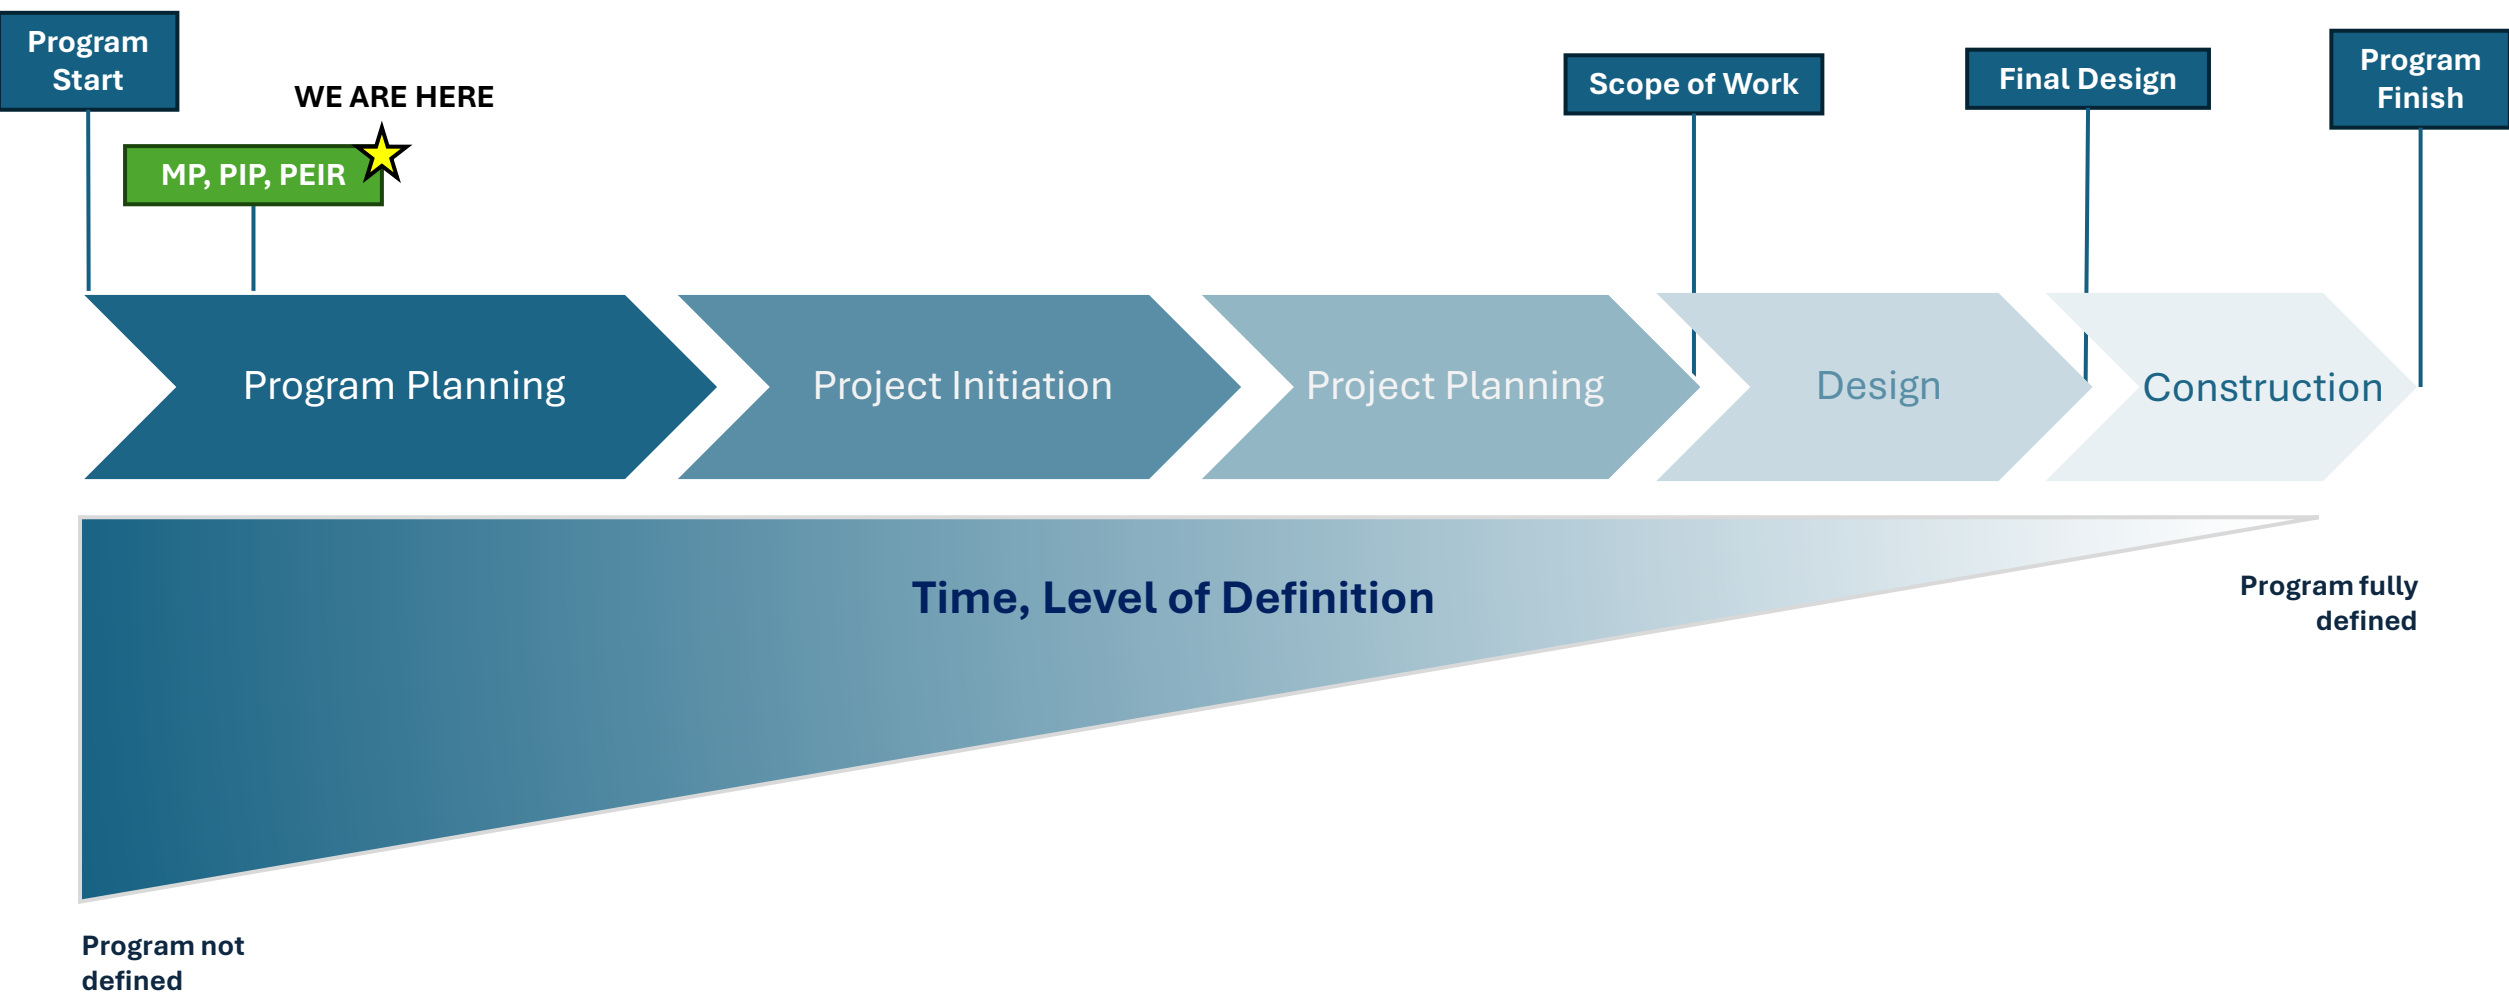 Program
Start
WE ARE HERE
MP, PIP, PEIR
Scope of Work
Final Design
Program
Finish
Program Planning
Project Initiation
Project Planning
Design
Construction
Time, Level of Definition
Program fully
defined
Program not
defined